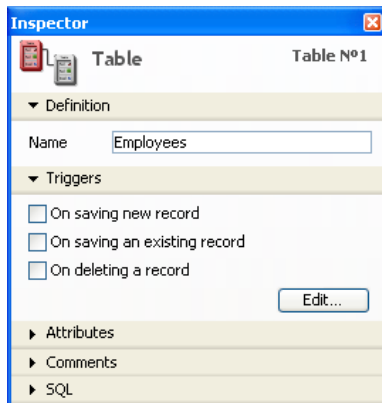 Inspector
Table Table Nº1
Definition
Name Employees
Triggers
On saving new record
On saving an existing record
On deleting a record
Edit...
Attributes
Comments
SQL